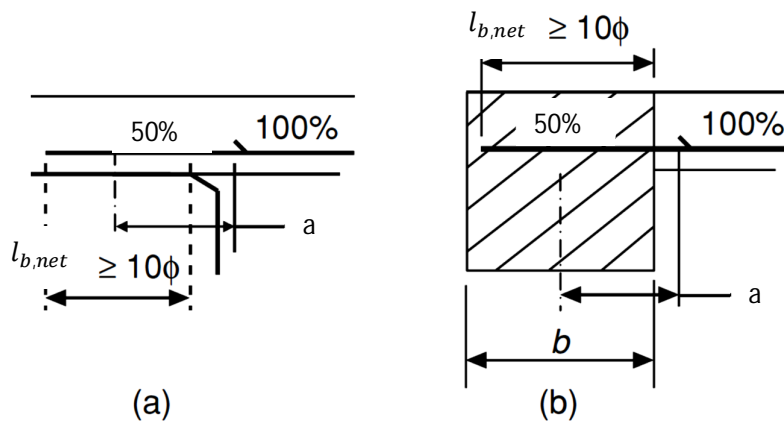 50%
100%
a
l_{b,net} ≥ 10ϕ
(a)
l_{b,net} ≥ 10ϕ
50%
100%
a
b
(b)